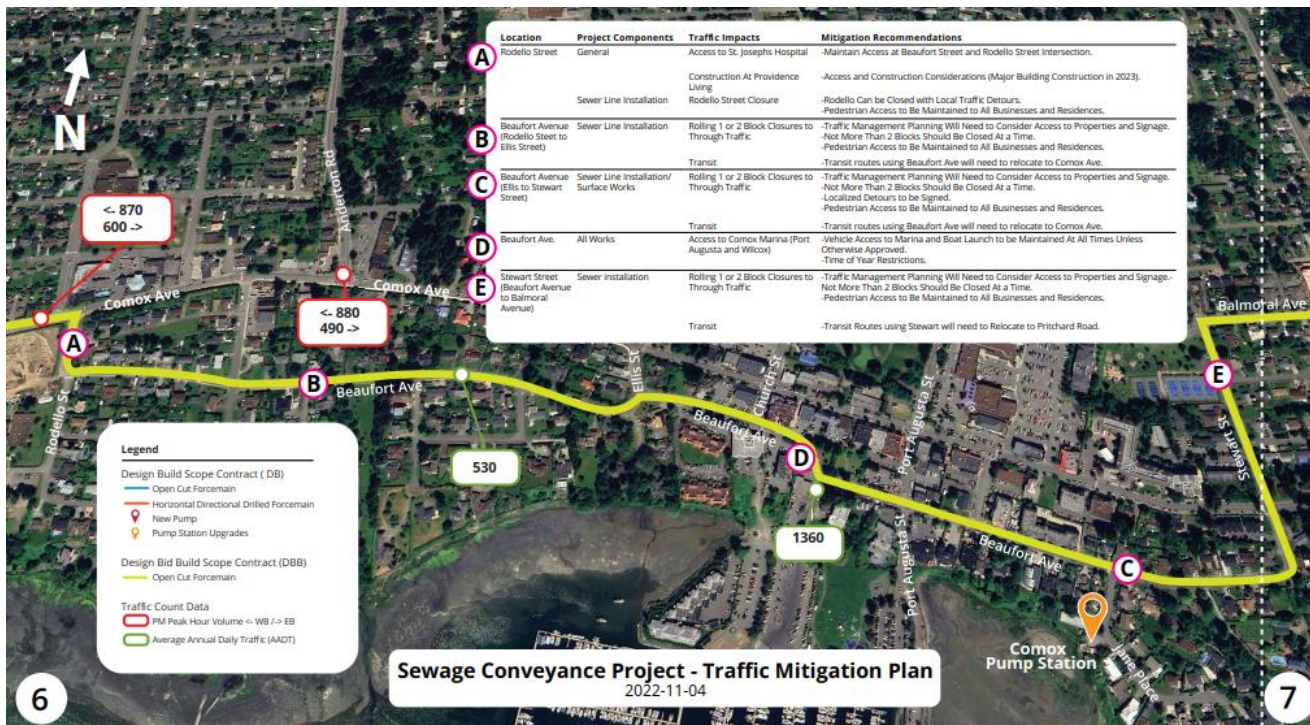 Location Project Components Traffic Impacts Mitigation Recommendations
A
Rodello Street General Access to St. Josephs Hospital -Maintain Access at Beaufort Street and Rodello Street Intersection.
Construction At Providence -Access and Construction Considerations (Major Building Construction in 2023).
Living
Sewer Line Installation Rodello Street Closure -Rodello Can be Closed with Local Traffic Detours.
-Pedestrian Access to Be Maintained to All Businesses and Residences.
B
Beaufort Avenue Sewer Line Installation Rolling 1 or 2 Block Closures to -Traffic Management Planning Will Need to Consider Access to Properties and Signage.
(Rodello Steet to Through Traffic -Not More Than 2 Blocks Should Be Closed At a Time.
Ellis Street) -Pedestrian Access to Be Maintained to All Businesses and Residences.
Transit -Transit routes using Beaufort Ave will need to relocate to Comox Ave.
C
Beaufort Avenue Sewer Line Installation/ Rolling 1 or 2 Block Closures to -Traffic Management Planning Will Need to Consider Access to Properties and Signage.
(Ellis to Stewart Surface Works Through Traffic -Not More Than 2 Blocks Should Be Closed At a Time.
Street) -Localized Detours to be Signed.
-Pedestrian Access to Be Maintained to All Businesses and Residences.
Transit -Transit routes using Beaufort Ave will need to relocate to Comox Ave.
D
Beaufort Ave. All Works Access to Comox Marina (Port -Vehicle Access to Marina and Boat Launch to be Maintained At All Times Unless
Augusta and Wilcox) Otherwise Approved.
-Time of Year Restrictions.
E
Stewart Street Sewer installation Rolling 1 or 2 Block Closures to -Traffic Management Planning Will Need to Consider Access to Properties and Signage.-
(Beaufort Avenue Through Traffic Not More Than 2 Blocks Should Be Closed At a Time.
to Balmoral -Pedestrian Access to Be Maintained to All Businesses and Residences.
Avenue)
Transit -Transit Routes using Stewart will need to Relocate to Pritchard Road.
N
<- 870
600 ->
Anderton Rd
Comox Ave
Comox Ave
<- 880
490 ->
Balmoral Ave
A
B
Beaufort Ave
Rodello St
Ellis St
Church St
Port Augusta St
E
Stewart St
Beaufort Ave
D
530
1360
Port Augusta St
Beaufort Ave
C
Comox
Pump Station
Jane Place
Legend
Design Build Scope Contract ( DB)
Open Cut Forcemain
Horizontal Directional Drilled Forcemain
New Pump
Pump Station Upgrades
Design Bid Build Scope Contract (DBB)
Open Cut Forcemain
Traffic Count Data
PM Peak Hour Volume <- WB /-> EB
Average Annual Daily Traffic (AADT)
Sewage Conveyance Project - Traffic Mitigation Plan
2022-11-04
6
7